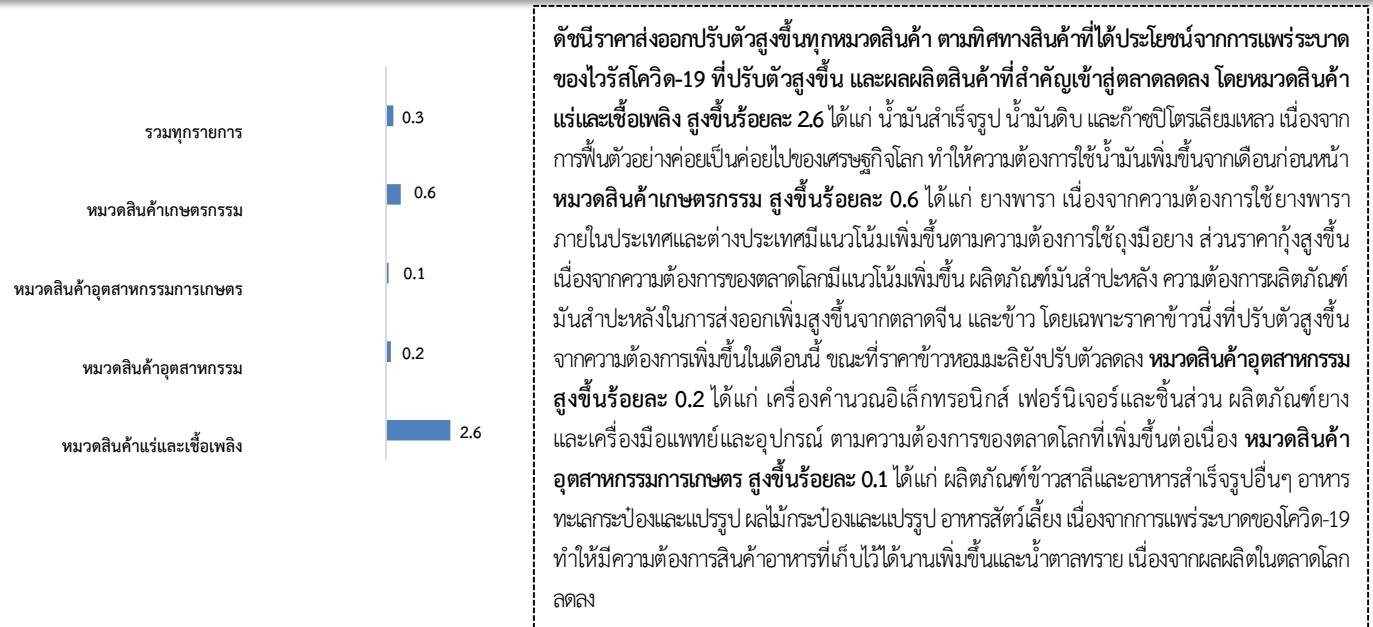 รวมทุกรายการ
0.3
หมวดสินค้าเกษตรกรรม
0.6
หมวดสินค้าอุตสาหกรรมการเกษตร
0.1
หมวดสินค้าอุตสาหกรรม
0.2
หมวดสินค้าแร่และเชื้อเพลิง
2.6
ดัชนีราคาส่งออกปรับตัวสูงขึ้นทุกหมวดสินค้า ตามทิศทางสินค้าที่ได้ประโยชน์จากการแพร่ระบาด
ของไวรัสโควิด-19 ที่ปรับตัวสูงขึ้น และผลผลิตสินค้าที่สำคัญเข้าสู่ตลาดลดลง โดยหมวดสินค้า
แร่และเชื้อเพลิง สูงขึ้นร้อยละ 2.6 ได้แก่ น้ำมันสำเร็จรูป น้ำมันดิบ และก๊าซปิโตรเลียมเหลว เนื่องจาก
การฟื้นตัวอย่างค่อยเป็นค่อยไปของเศรษฐกิจโลก ทำให้ความต้องการใช้น้ำมันเพิ่มขึ้นจากเดือนก่อนหน้า
หมวดสินค้าเกษตรกรรม สูงขึ้นร้อยละ 0.6 ได้แก่ ยางพารา เนื่องจากความต้องการใช้ยางพารา
ภายในประเทศและต่างประเทศมีแนวโน้มเพิ่มขึ้นตามความต้องการใช้ถุงมือยาง ส่วนราคากุ้งสูงขึ้น
เนื่องจากความต้องการของตลาดโลกมีแนวโน้มเพิ่มขึ้น ผลิตภัณฑ์มันสำปะหลัง ความต้องการผลิตภัณฑ์
มันสำปะหลังในการส่งออกเพิ่มสูงขึ้นจากตลาดจีน และข้าว โดยเฉพาะราคาข้าวนึ่งที่ปรับตัวสูงขึ้น
จากความต้องการเพิ่มขึ้นในเดือนนี้ ขณะที่ราคาข้าวหอมมะลิยังปรับตัวลดลง หมวดสินค้าอุตสาหกรรม
สูงขึ้นร้อยละ 0.2 ได้แก่ เครื่องคำนวณอิเล็กทรอนิกส์ เฟอร์นิเจอร์และชิ้นส่วน ผลิตภัณฑ์ยาง
และเครื่องมือแพทย์และอุปกรณ์ ตามความต้องการของตลาดโลกที่เพิ่มขึ้นต่อเนื่อง หมวดสินค้า
อุตสาหกรรมการเกษตร สูงขึ้นร้อยละ 0.1 ได้แก่ ผลิตภัณฑ์ข้าวสาลีและอาหารสำเร็จรูปอื่นๆ อาหาร
ทะเลกระป๋องและแปรรูป ผลไม้กระป๋องและแปรรูป อาหารสัตว์เลี้ยง เนื่องจากการแพร่ระบาดของโควิด-19
ทำให้มีความต้องการสินค้าอาหารที่เก็บไว้ได้นานเพิ่มขึ้นและน้ำตาลทราย เนื่องจากผลผลิตในตลาดโลก
ลดลง